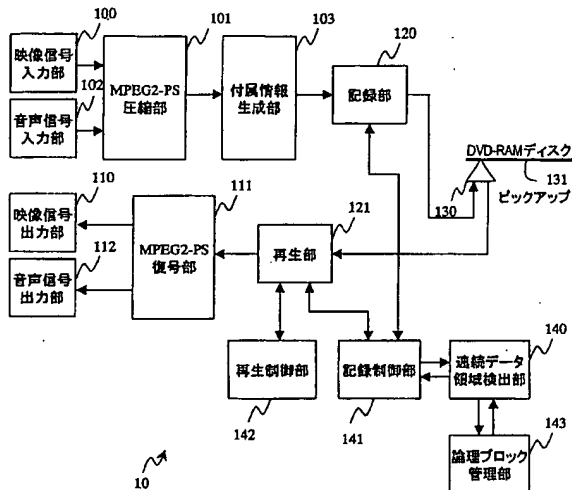 100
101
103
120
映像信号
入力部
102
音声信号
入力部
MPEG2-PS
圧縮部
付属情報
生成部
記録部
DVD-RAMディスク
131
130
ピックアップ
110
111
121
映像信号
出力部
112
音声信号
出力部
MPEG2-PS
復号部
再生部
再生制御部
142
記録制御部
141
140
連続データ
領域検出部
143
論理ブロック
管理部
10